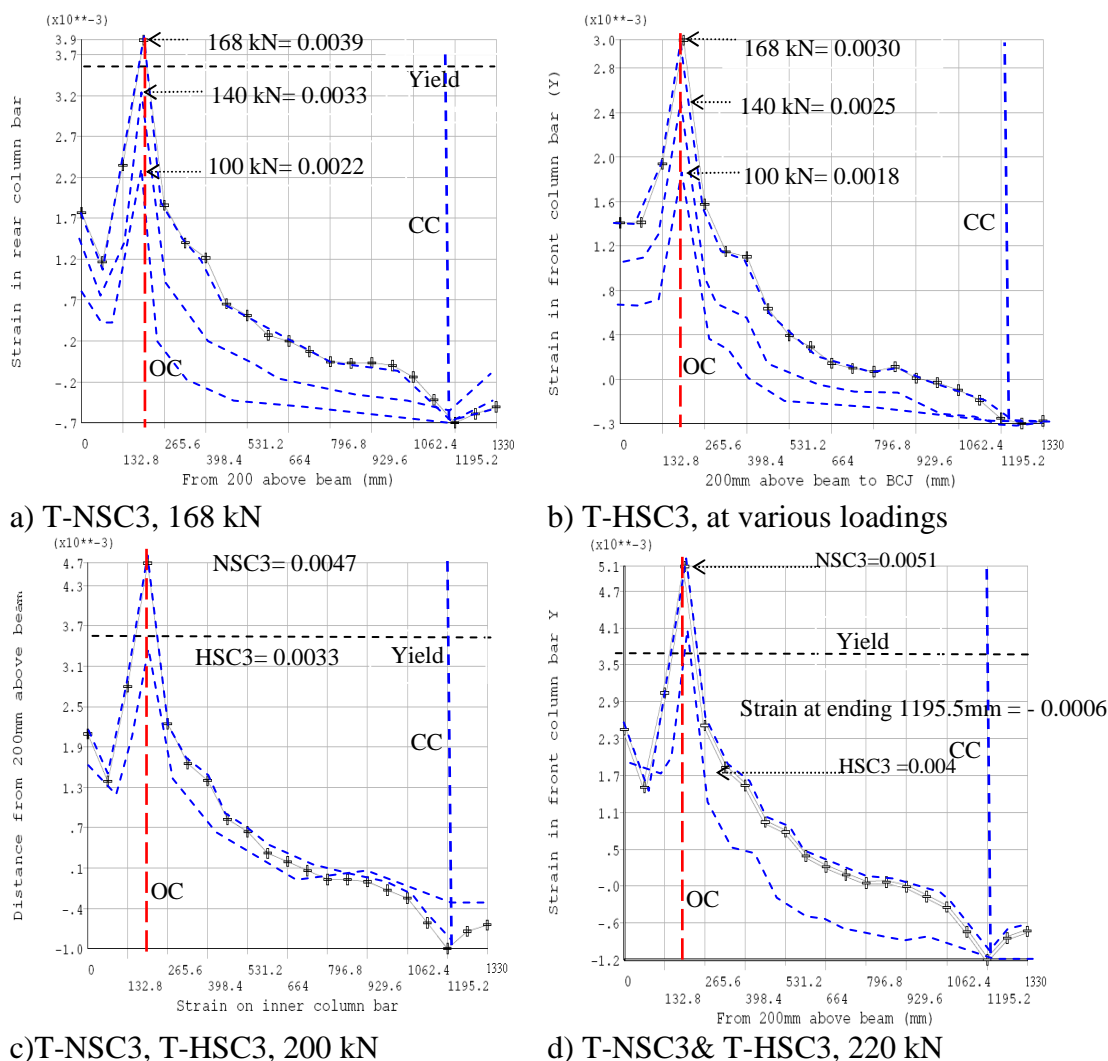 (x10**-3)
3.9
3.7
3.2
2.7
2.2
1.7
1.2
.7
.2
-.2
-.7
Strain in rear column bar
168 kN= 0.0039
Yield
140 kN= 0.0033
100 kN= 0.0022
CC
OC
0 265.6 531.2 796.8 1062.4 1330
132.8 398.4 664 929.6 1195.2
From 200 above beam (mm)
a) T-NSC3, 168 kN
(x10**-3)
3.0
2.8
2.4
2.0
1.6
1.2
.8
.4
.0
-.3
Strain in front column bar (Y)
168 kN= 0.0030
140 kN= 0.0025
100 kN= 0.0018
CC
OC
0 265.6 531.2 796.8 1062.4 1330
132.8 398.4 664 929.6 1195.2
200mm above beam to BCJ (mm)
b) T-HSC3, at various loadings
(x10**-3)
4.7
4.3
3.7
3.1
2.5
1.9
1.3
.7
.1
-.4
-1.0
Distance from 200mm above beam
NSC3= 0.0047
HSC3= 0.0033
Yield
CC
OC
0 265.6 531.2 796.8 1062.4 1330
132.8 398.4 664 929.6 1195.2
Strain on inner column bar
c)T-NSC3, T-HSC3, 200 kN
(x10**-3)
5.1
4.7
4.1
3.5
2.9
2.3
1.7
1.1
-.0
-.6
-1.2
Strain in front column bar Y
NSC3=0.0051
Yield
Strain at ending 1195.5mm = - 0.0006
CC
HSC3 =0.004
OC
0 265.6 531.2 796.8 1062.4 1330
132.8 398.4 664 929.6 1195.2
From 200mm above beam (mm)
d) T-NSC3& T-HSC3, 220 kN